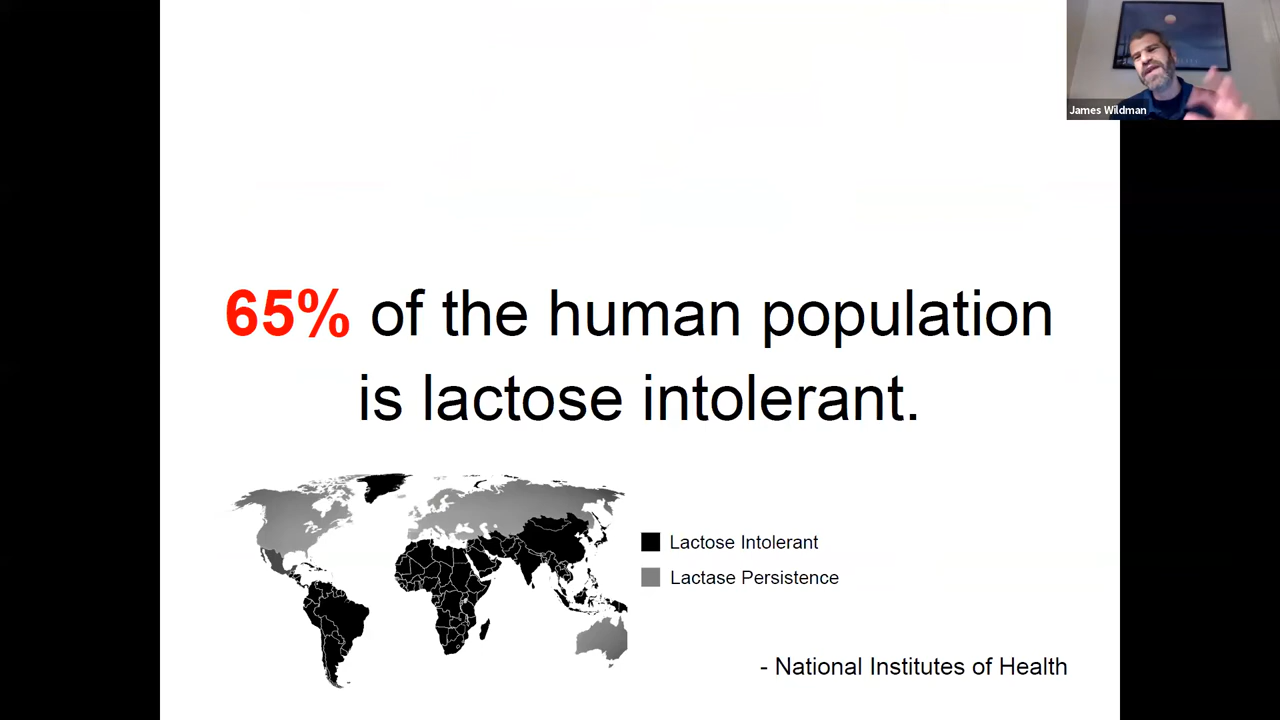 James Wildman
65% of the human population
is lactose intolerant.
Lactose Intolerant
Lactase Persistence
- National Institutes of Health